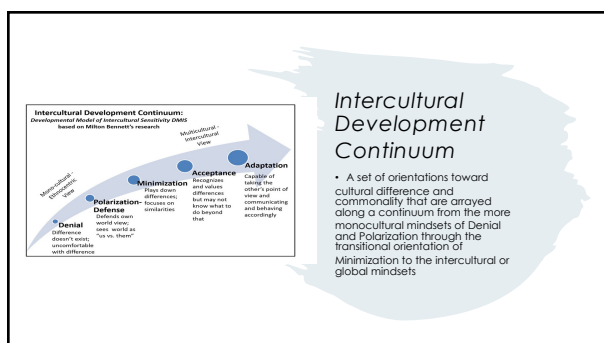 Intercultural Development Continuum:
Developmental Model of Intercultural Sensitivity DMIS
based on Milton Bennett's research
Mono-cultural -
Ethnocentric
View
Multicultural -
Intercultural
View
Denial
Difference
doesn't exist;
uncomfortable
with difference
Polarization-
Defense
Defends own
world view;
sees world as
"us vs. them"
Minimization
Plays down
differences;
focuses on
similarities
Acceptance
Recognizes
and values
differences
but may not
know what to
do beyond
that
Adaptation
Capable of
taking the
other's point of
view and
communicating
and behaving
accordingly
Intercultural
Development
Continuum
• A set of orientations toward
cultural difference and
commonality that are arrayed
along a continuum from the more
monocultural mindsets of Denial
and Polarization through the
transitional orientation of
Minimization to the intercultural or
global mindsets